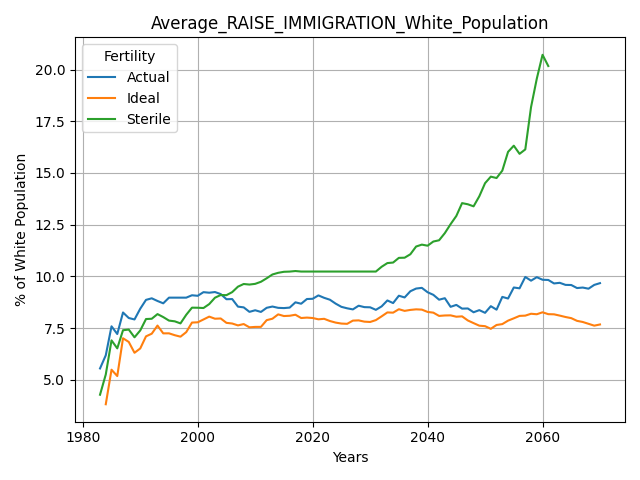 Average_RAISE_IMMIGRATION_White_Population
Fertility
Actual
Ideal
Sterile
% of White Population
20.0
17.5
15.0
12.5
10.0
7.5
5.0
1980
2000
2020
2040
2060
Years